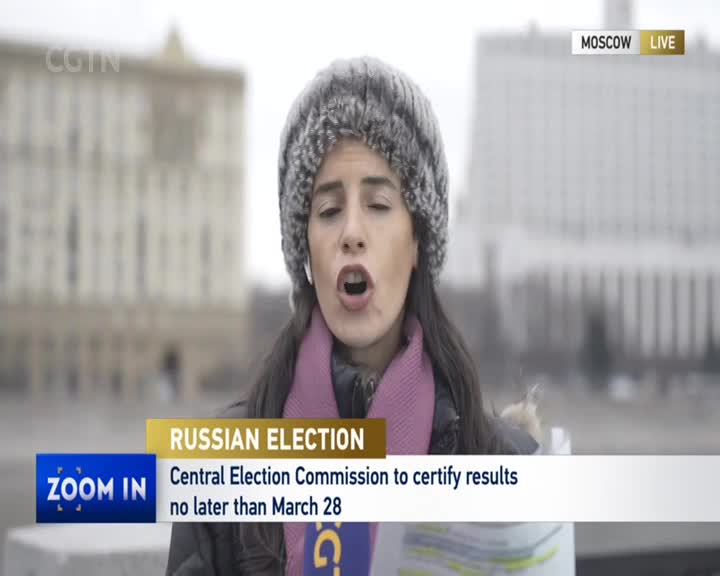 CGTN
MOSCOW LIVE
RUSSIAN ELECTION
ZOOM IN
Central Election Commission to certify results
no later than March 28